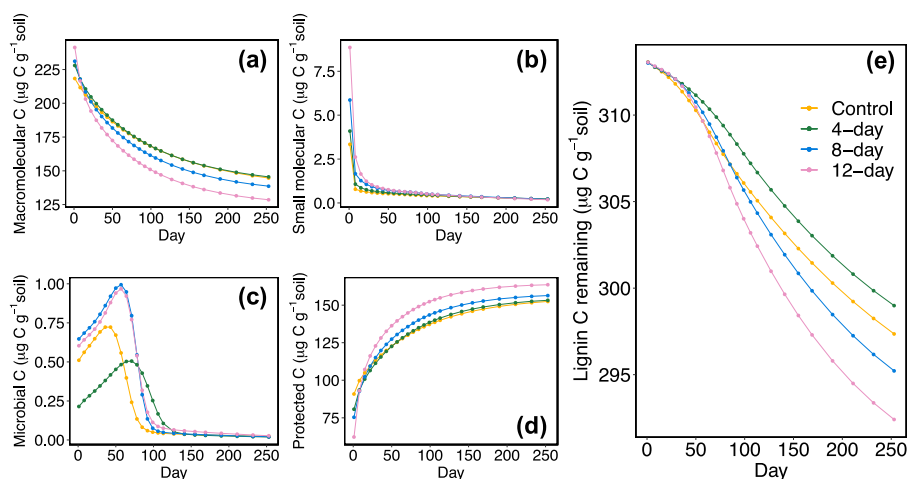 Macromolecular C (μg C g⁻¹soil)
225
200
175
150
125
0 50 100 150 200 250
Day
(a)
Small molecular C (μg C g⁻¹soil)
7.5
5.0
2.5
0.0
0 50 100 150 200 250
Day
(b)
Microbial C (μg C g⁻¹soil)
1.00
0.75
0.50
0.25
0.00
0 50 100 150 200 250
Day
(c)
Protected C (μg C g⁻¹soil)
150
125
100
75
0 50 100 150 200 250
Day
(d)
Lignin C remaining (μg C g⁻¹soil)
310
305
300
295
0 50 100 150 200 250
Day
(e)
Control
4−day
8−day
12−day